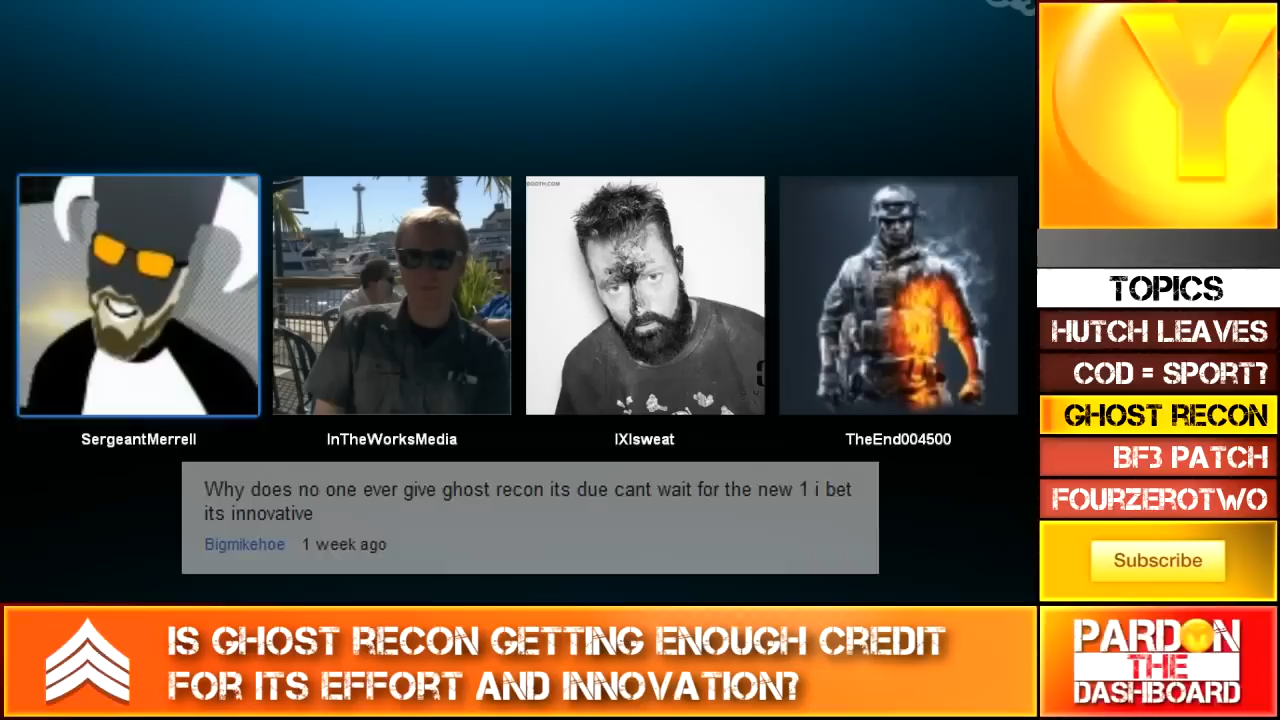 Y
BOOTH.COM
SergeantMerrell
InTheWorksMedia
IXIsweat
TheEnd004500
Why does no one ever give ghost recon its due cant wait for the new 1 i bet
its innovative
Bigmikehoe 1 week ago
TOPICS
HUTCH LEAVES
COD = SPORT?
GHOST RECON
BF3 PATCH
FOURZEROTWO
Subscribe
IS GHOST RECON GETTING ENOUGH CREDIT
FOR ITS EFFORT AND INNOVATION?
PARDON
THE
DASHBOARD